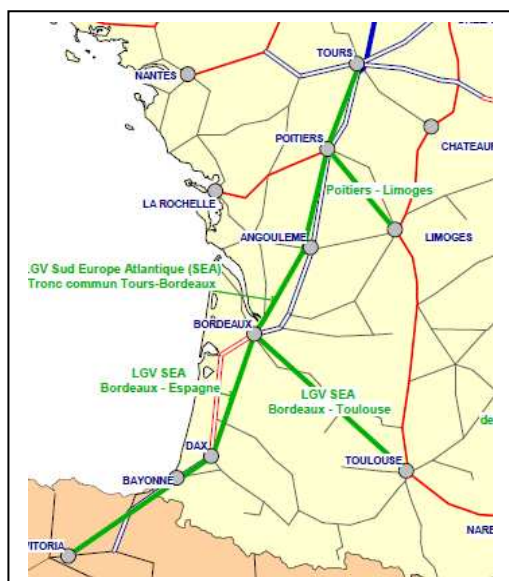 TOURS
NANTES
POITIERS
CHATEAU
LA ROCHELLE
Poitiers - Limoges
ANGOULEME
LIMOGES
LGV Sud Europe Atlantique (SEA)
Tronc commun Tours-Bordeaux
BORDEAUX
LGV SEA
Bordeaux - Espagne
LGV SEA
Bordeaux - Toulouse
de
DAX
TOULOUSE
BAYONNE
NARB
VITORIA